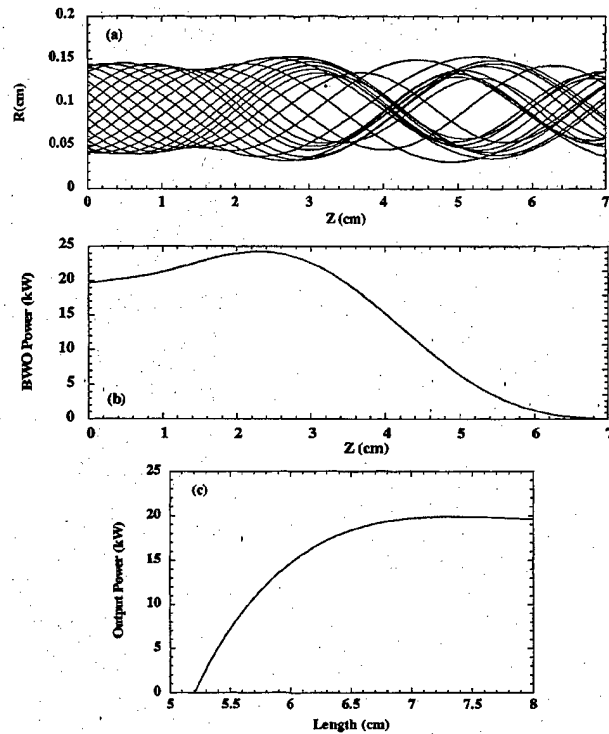 (a)
R(cm)
0.2
0.15
0.1
0.05
0
0 1 2 3 4 5 6 7
Z (cm)
BWO Power (kW)
25
20
15
10
5
0
(b)
0 1 2 3 4 5 6 7
Z (cm)
(c)
Output Power (kW)
25
20
15
10
5
0
5 5.5 6 6.5 7 7.5 8
Length (cm)